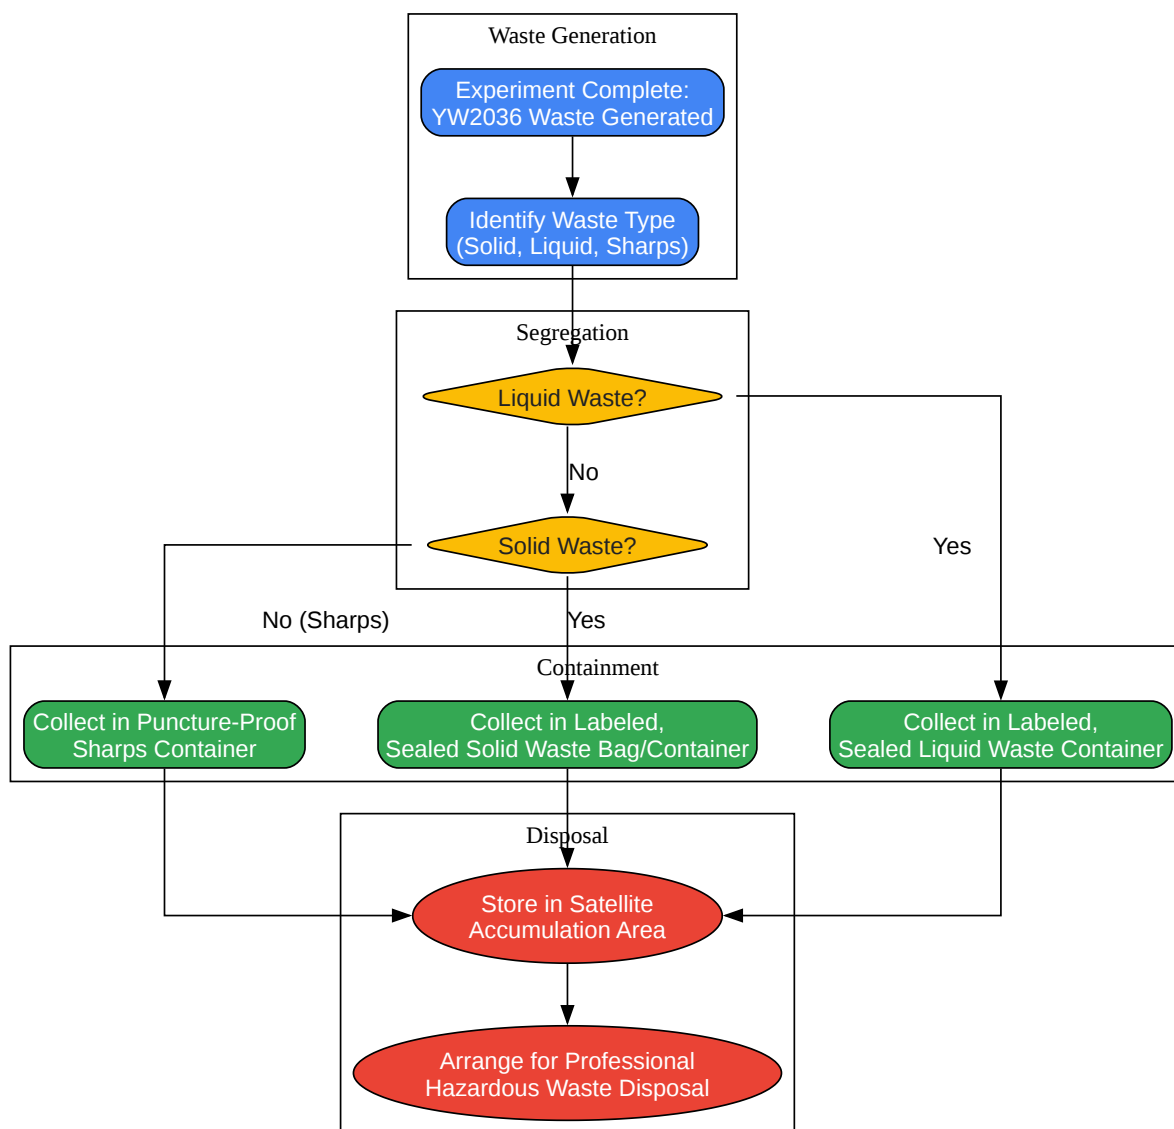 Waste Generation
Experiment Complete:
YW2036 Waste Generated
Identify Waste Type
(Solid, Liquid, Sharps)
Segregation
Liquid Waste?
No
Solid Waste?
Yes
No (Sharps)
Yes
Containment
Collect in Puncture-Proof
Sharps Container
Collect in Labeled,
Sealed Solid Waste Bag/Container
Collect in Labeled,
Sealed Liquid Waste Container
Disposal
Store in Satellite
Accumulation Area
Arrange for Professional
Hazardous Waste Disposal